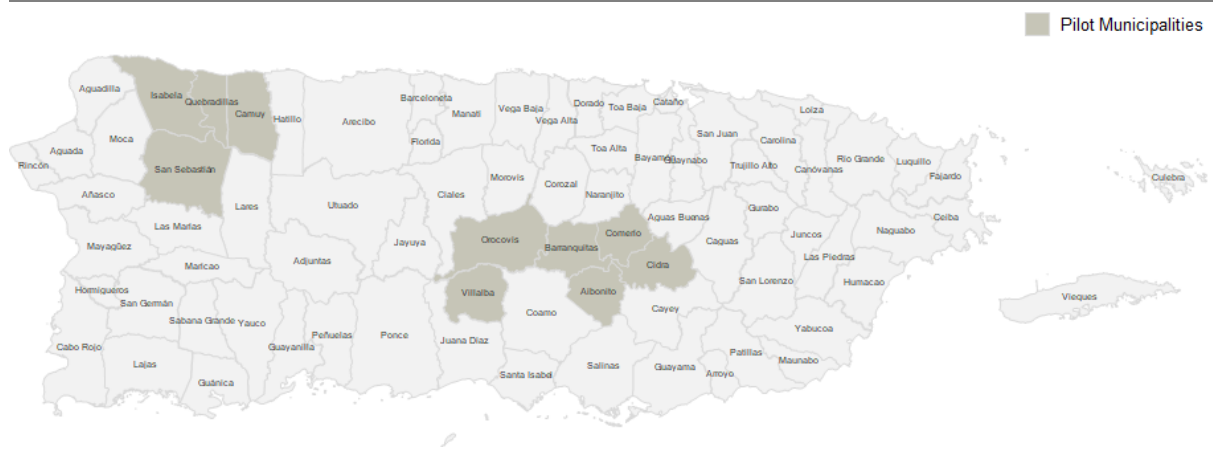 Pilot Municipalities
Aguadilla
Isabela
Quebradillas
Camuy
Hatillo
Arecibo
Barceloneta
Manatí
Vega Baja
Vega Alta
Dorado
Toa Baja
Cataño
Loiza
Moca
Florida
Toa Alta
Bayamón
Guaynabo
San Juan
Trujillo Alto
Carolina
Canóvanas
Rio Grande
Luquillo
Fajardo
Culebra
Rincón
Aguada
San Sebastián
Añasco
Lares
Utuado
Ciales
Morovis
Corozal
Naranjito
Aguas Buenas
Gurabo
Ceiba
Las Marias
Mayagüez
Maricao
Adjuntas
Jayuya
Orocovis
Barranquitas
Comerío
Cidra
Caguas
Juncos
Naguabo
Las Piedras
Humacao
San Lorenzo
Hormigueros
San Germán
Sabana Grande
Yauco
Guayanilla
Peñuelas
Ponce
Villalba
Juana Díaz
Coamo
Aibonito
Cayey
Yabucoa
Vieques
Cabo Rojo
Lajas
Guánica
Santa Isabel
Salinas
Guayama
Arroyo
Patillas
Maunabo